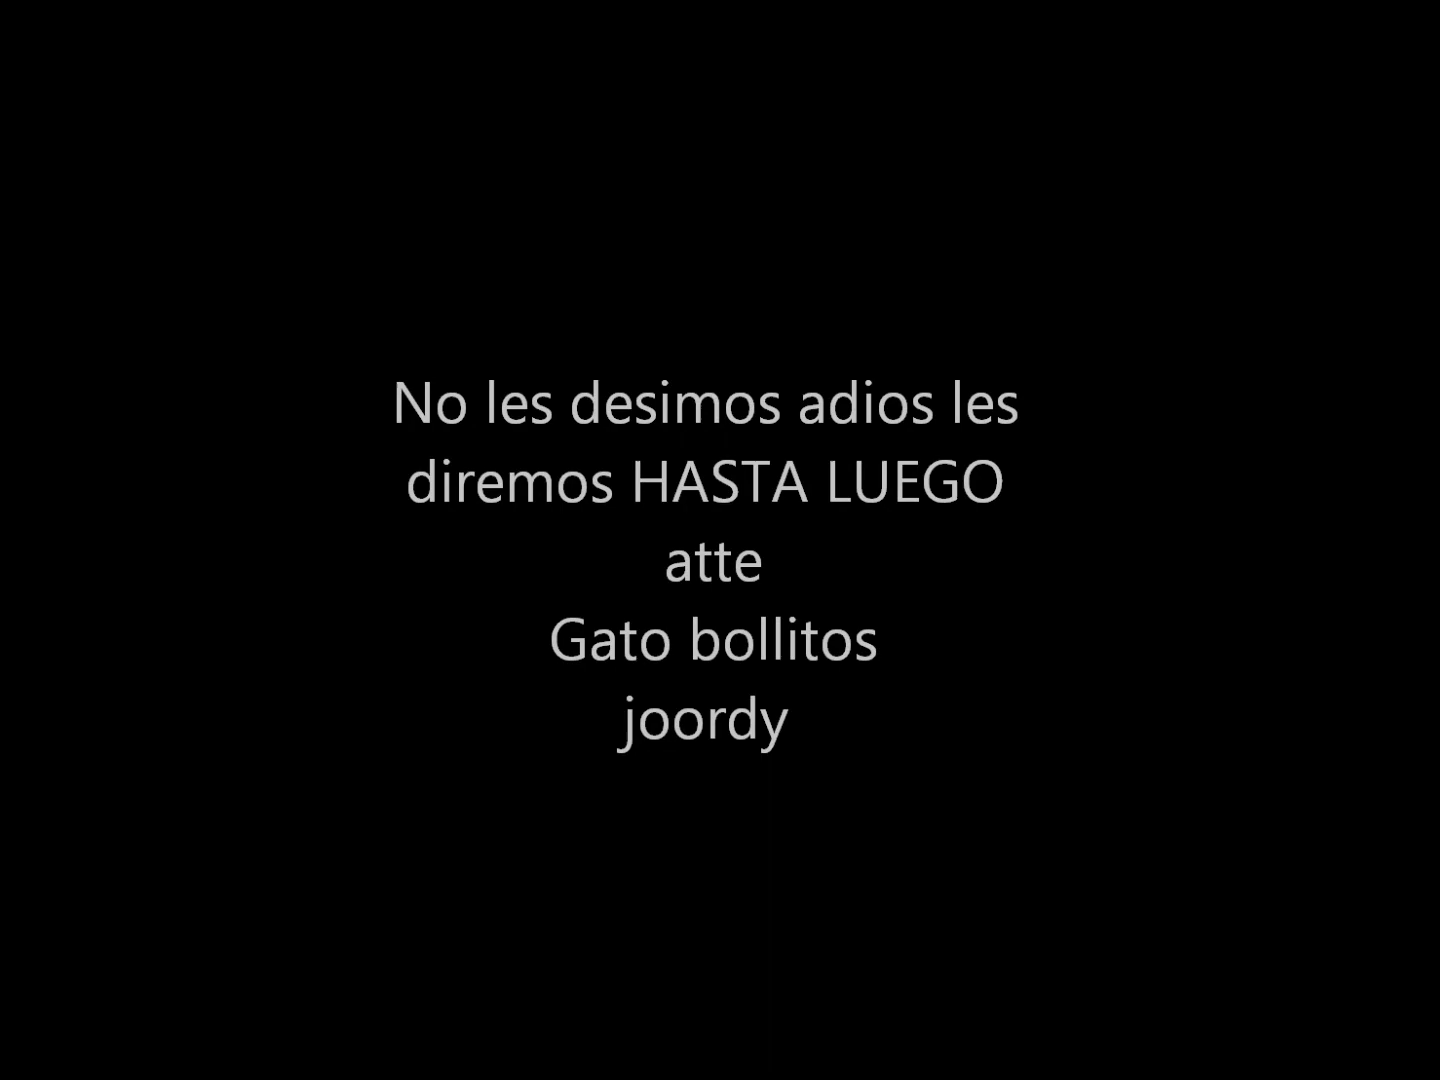 No les desimos adios les
diremos HASTA LUEGO
atte
Gato bollitos
joordy